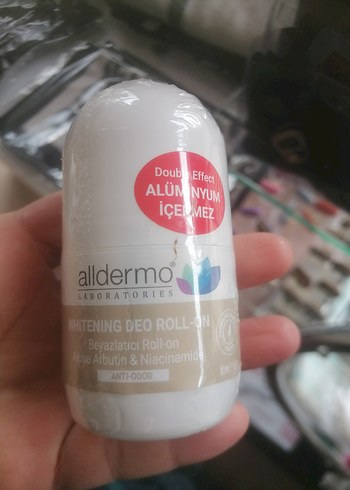 Double Effect
ALÜMİNYUM
İÇERMEZ
alldermo
LABORATORIES
WHITENING DEO ROLL-ON
Beyazlatıcı Roll-on
Arbutin & Niacinamide
ANTI-ODOR